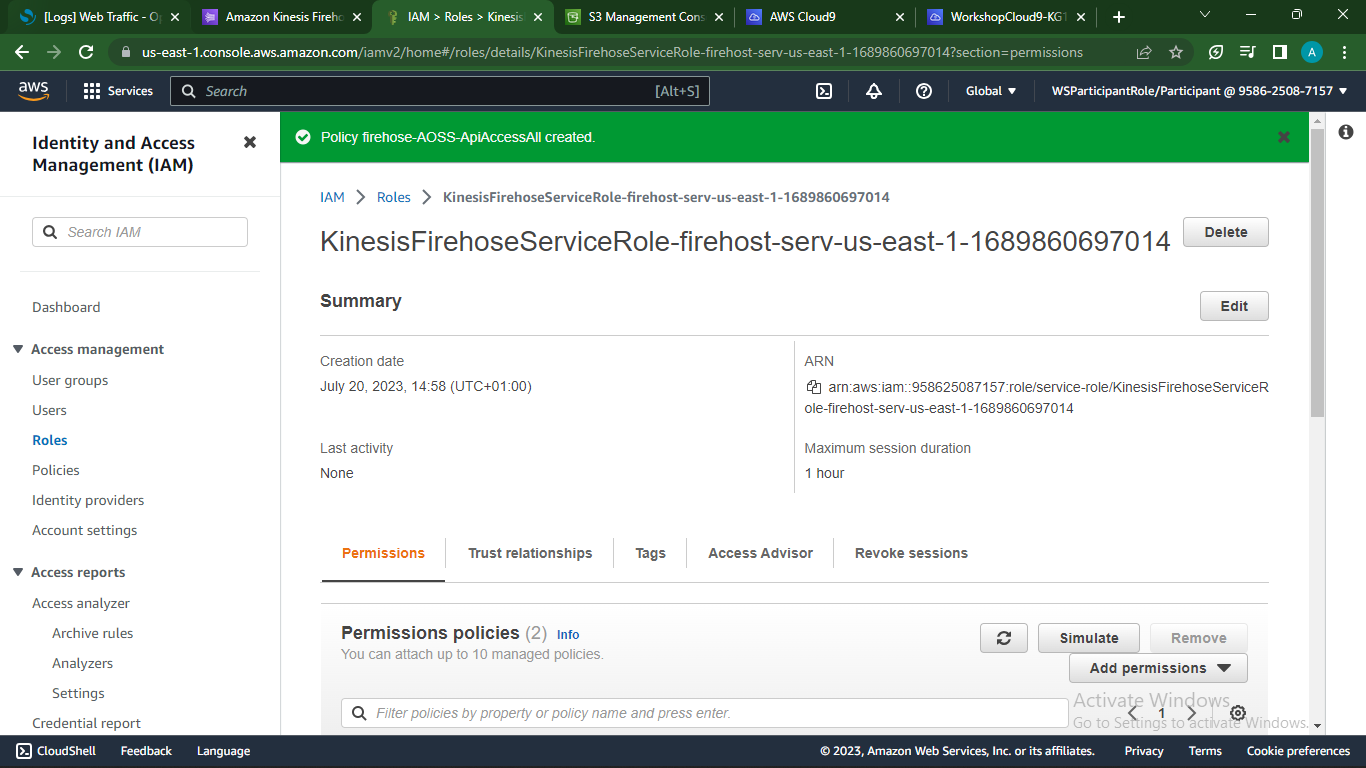 [Logs] Web Traffic - O
Amazon Kinesis Fireho
IAM > Roles > Kinesis
S3 Management Cons
AWS Cloud9
WorkshopCloud9-KG1
us-east-1.console.aws.amazon.com/iamv2/home#/roles/details/KinesisFirehoseServiceRole-firehost-serv-us-east-1-1689860697014?section=permissions
A
aws
Services
Search
[Alt+S]
Global
WSParticipantRole/Participant @ 9586-2508-7157
Identity and Access
Management (IAM)
Search IAM
Dashboard
Access management
User groups
Users
Roles
Policies
Identity providers
Account settings
Access reports
Access analyzer
Archive rules
Analyzers
Settings
Credential report
Policy firehose-AOSS-ApiAccessAll created.
IAM > Roles > KinesisFirehoseServiceRole-firehost-serv-us-east-1-1689860697014
KinesisFirehoseServiceRole-firehost-serv-us-east-1-1689860697014
Delete
Summary
Edit
Creation date
July 20, 2023, 14:58 (UTC+01:00)
ARN
arn:aws:iam::958625087157:role/service-role/KinesisFirehoseServiceR
ole-firehost-serv-us-east-1-1689860697014
Last activity
None
Maximum session duration
1 hour
Permissions
Trust relationships
Tags
Access Advisor
Revoke sessions
Permissions policies (2) Info
You can attach up to 10 managed policies.
Simulate
Remove
Add permissions
Filter policies by property or policy name and press enter.
1
Activate Windows
Go to Settings to activate Windows.
CloudShell
Feedback
Language
© 2023, Amazon Web Services, Inc. or its affiliates.
Privacy
Terms
Cookie preferences